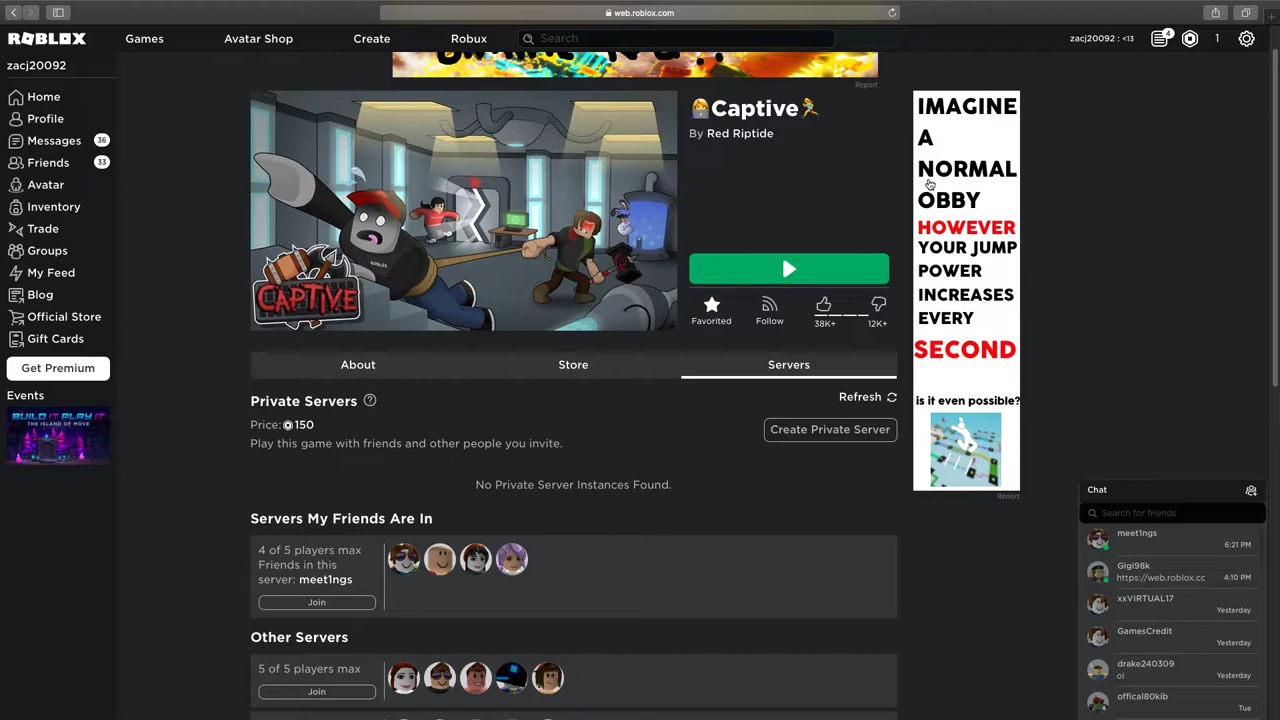 web.roblox.com
ROBLOX
Games
Avatar Shop
Create
Robux
Search
zacj20092 : <13
4
1
zacj20092
Home
Profile
Messages
36
Friends
33
Avatar
Inventory
Trade
Groups
My Feed
Blog
Official Store
Gift Cards
Get Premium
Events
BUILD IT PLAY IT
THE ISLAND OF MOVE
Report
ROBLOX
CAPTIVE
Captive
By Red Riptide
Favorited
Follow
38K+
12K+
About
Store
Servers
Private Servers
Refresh
Price: 150
Create Private Server
Play this game with friends and other people you invite.
No Private Server Instances Found.
Servers My Friends Are In
4 of 5 players max
Friends in this
server: meet1ngs
Join
Other Servers
5 of 5 players max
Join
IMAGINE
A
NORMAL
OBBY
HOWEVER
YOUR JUMP
POWER
INCREASES
EVERY
SECOND
is it even possible?
Report
Chat
Search for friends
meet1ngs
6:21 PM
Gigi98k
https://web.roblox.cc
4:10 PM
xxVIRTUAL17
Yesterday
GamesCredit
Yesterday
drake240309
oi
Yesterday
offical80kib
Tue